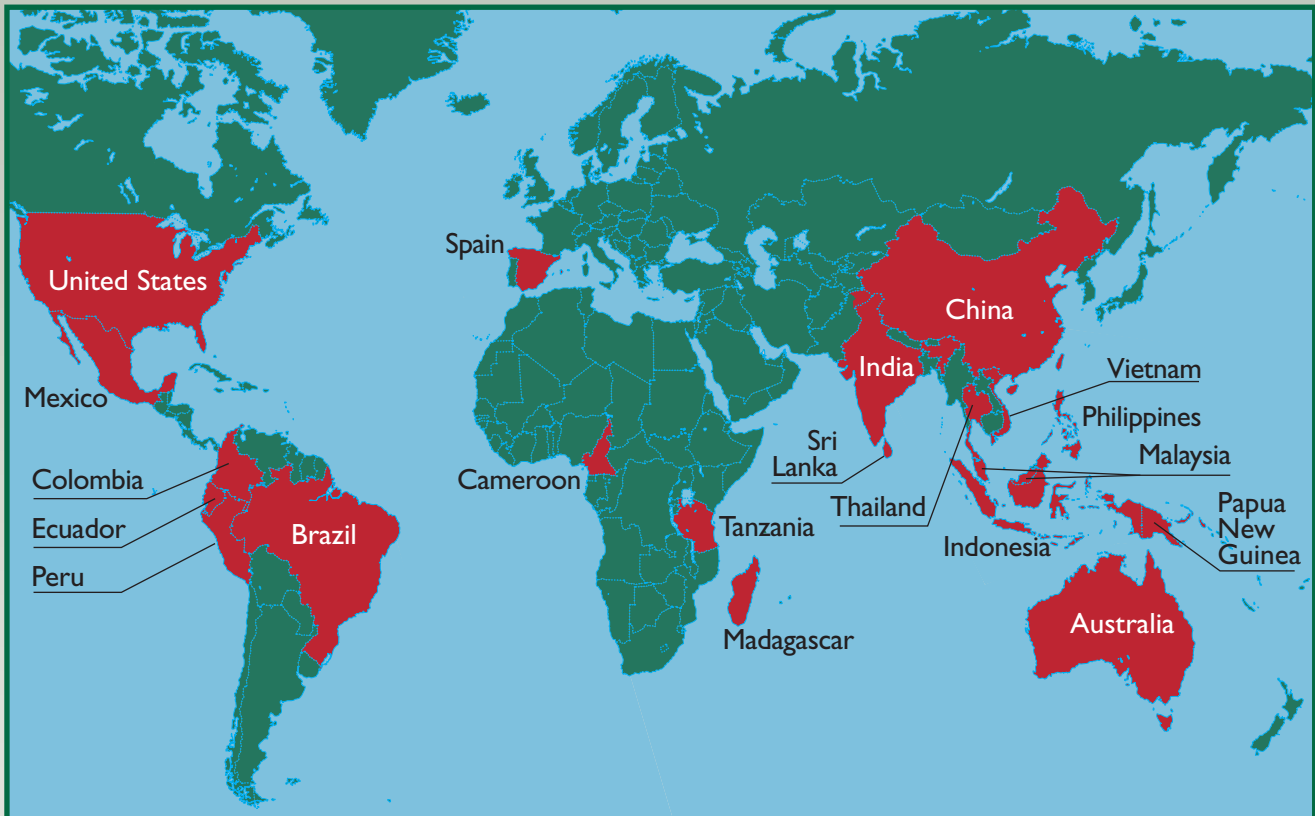 United States
Mexico
Colombia
Ecuador
Peru
Brazil
Spain
Cameroon
Tanzania
Madagascar
China
India
Sri
Lanka
Thailand
Vietnam
Philippines
Malaysia
Indonesia
Papua
New
Guinea
Australia